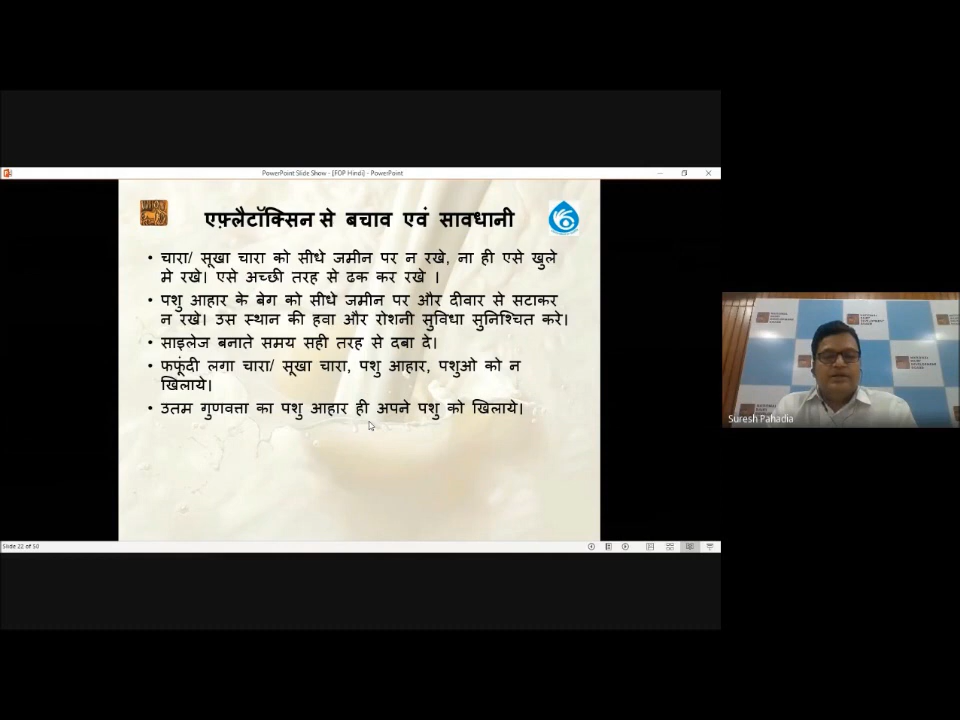 PowerPoint Slide Show - [FOP Hindi] - PowerPoint
एफ़्लैटॉक्सिन से बचाव एवं सावधानी
• चारा/ सूखा चारा को सीधे जमीन पर न रखे, ना ही एसे खुले
मे रखे। एसे अच्छी तरह से ढक कर रखे ।
• पशु आहार के बेग को सीधे जमीन पर और दीवार से सटाकर
न रखे। उस स्थान की हवा और रोशनी सुविधा सुनिश्चित करे।
• साइलेज बनाते समय सही तरह से दबा दे।
• फफूंदी लगा चारा/ सूखा चारा, पशु आहार, पशुओ को न
खिलाये।
• उतम गुणवत्ता का पशु आहार ही अपने पशु को खिलाये।
Slide 22 of 50
Suresh Pahadia